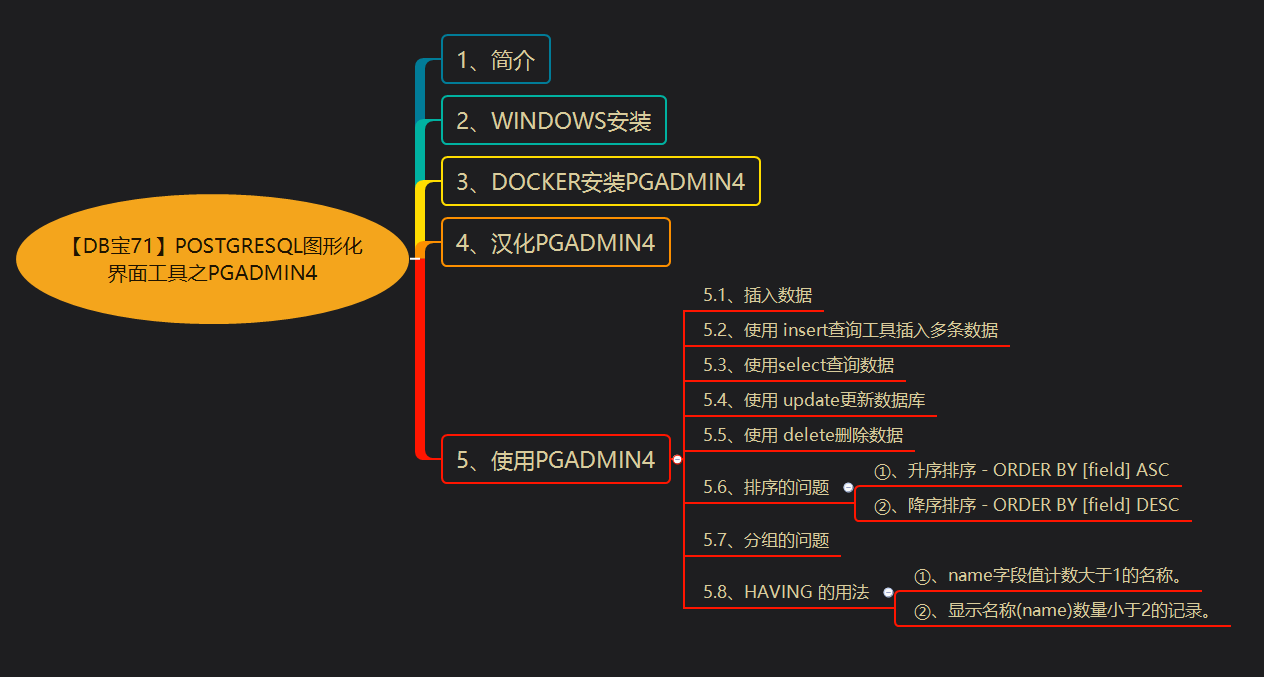 【DB宝71】POSTGRESQL图形化
界面工具之PGADMIN4
1、简介
2、WINDOWS安装
3、DOCKER安装PGADMIN4
4、汉化PGADMIN4
5、使用PGADMIN4
5.1、插入数据
5.2、使用 insert查询工具插入多条数据
5.3、使用select查询数据
5.4、使用 update更新数据库
5.5、使用 delete删除数据
5.6、排序的问题
①、升序排序 - ORDER BY [field] ASC
②、降序排序 - ORDER BY [field] DESC
5.7、分组的问题
5.8、HAVING 的用法
①、name字段值计数大于1的名称。
②、显示名称(name)数量小于2的记录。